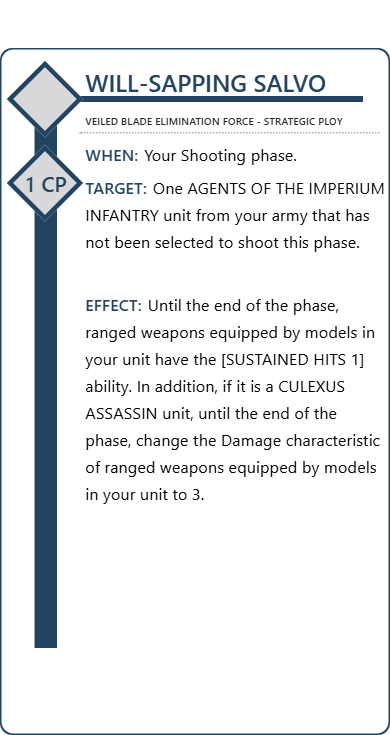 WILL-SAPPING SALVO
VEILED BLADE ELIMINATION FORCE - STRATEGIC PLOY
WHEN: Your Shooting phase.
1 CP
TARGET: One AGENTS OF THE IMPERIUM
INFANTRY unit from your army that has
not been selected to shoot this phase.
EFFECT: Until the end of the phase,
ranged weapons equipped by models in
your unit have the [SUSTAINED HITS 1]
ability. In addition, if it is a CULEXUS
ASSASSIN unit, until the end of the
phase, change the Damage characteristic
of ranged weapons equipped by models
in your unit to 3.